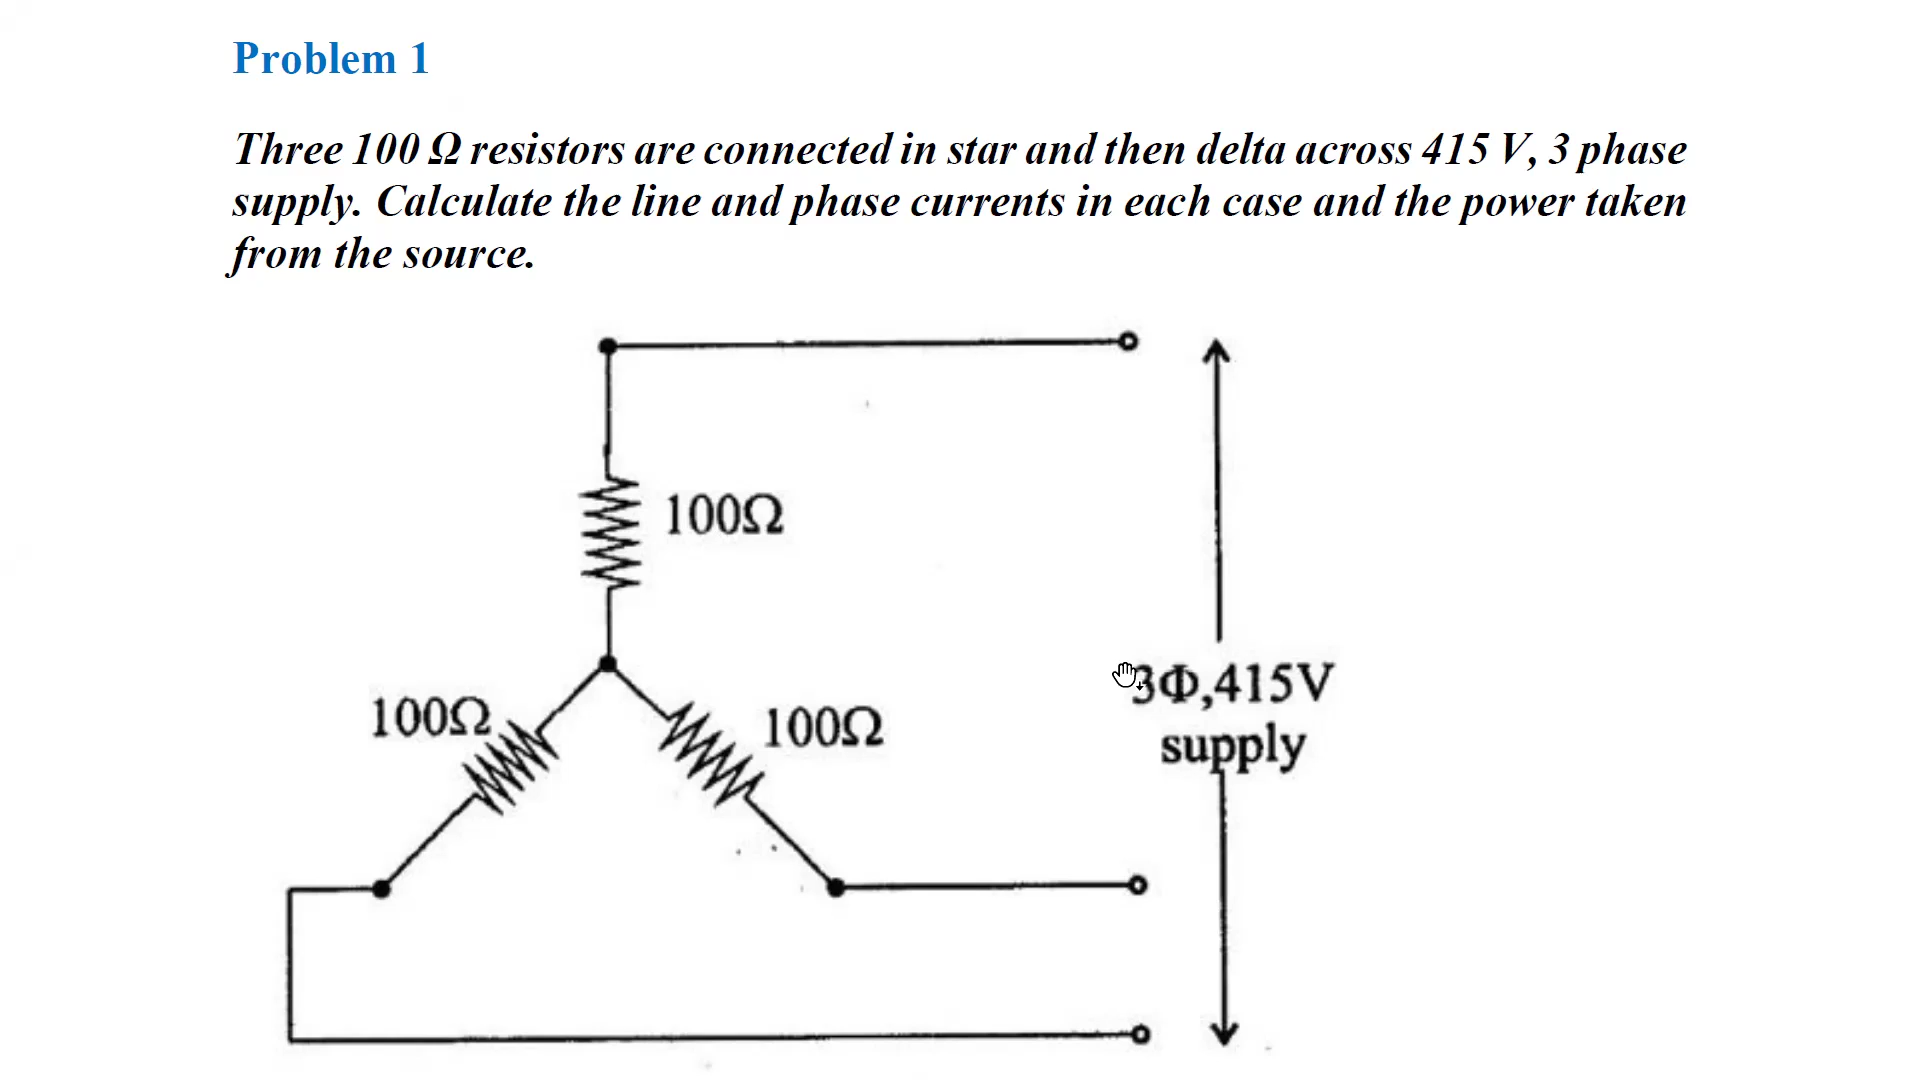 Problem 1
Three 100 Ω resistors are connected in star and then delta across 415 V, 3 phase
supply. Calculate the line and phase currents in each case and the power taken
from the source.
100Ω
100Ω
100Ω
3Φ,415V
supply